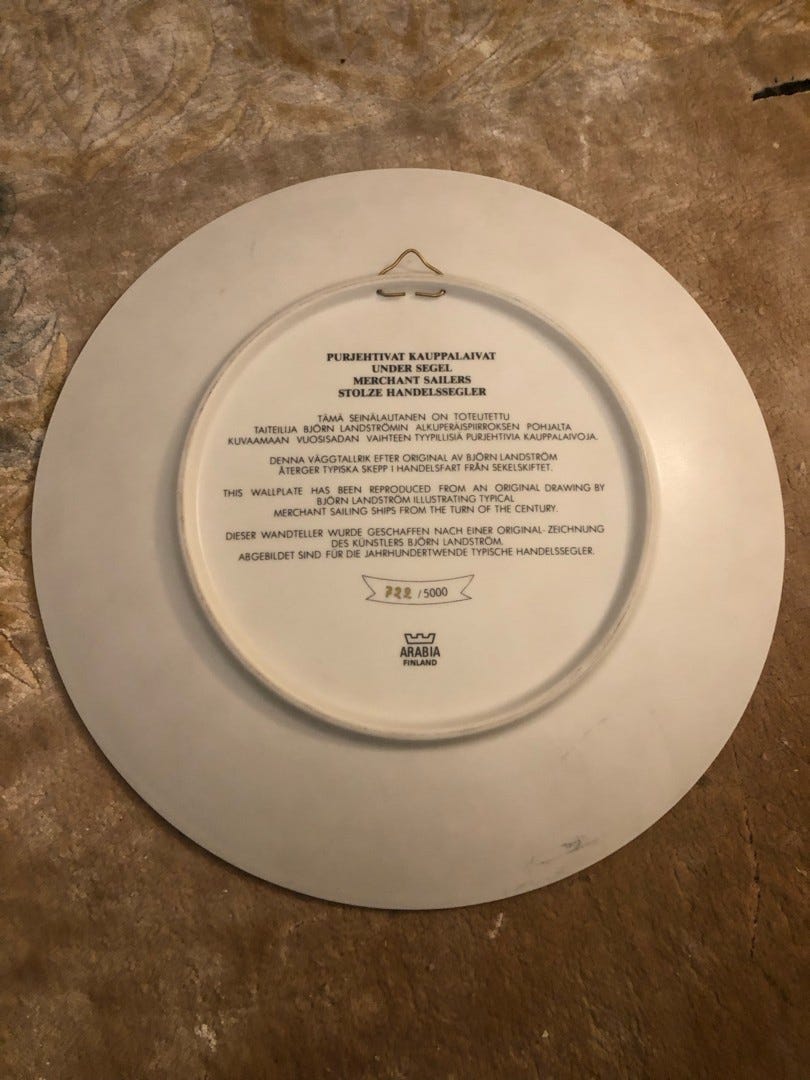 PURJEHTIVAT KAUPPALAIVAT
UNDER SEGEL
MERCHANT SAILERS
STOLZE HANDELSSEGLER
TÄMÄ SEINÄLAUTANEN ON TOTEUTETTU
TAITEILIJA BJÖRN LANDSTRÖMIN ALKUPERÄISPIIRROKSEN POHJALTA
KUVAAMAAN VUOSISADAN VAIHTEEN TYYPILLISIÄ PURJEHTIVIA KAUPPALAIVOJA.
DENNA VÄGGTALLRIK EFTER ORIGINAL AV BJÖRN LANDSTRÖM
ÅTERGER TYPISKA SKEPP I HANDELSFART FRÅN SEKELSKIFTET.
THIS WALLPLATE HAS BEEN REPRODUCED FROM AN ORIGINAL DRAWING BY
BJÖRN LANDSTRÖM ILLUSTRATING TYPICAL
MERCHANT SAILING SHIPS FROM THE TURN OF THE CENTURY.
DIESER WANDTELLER WURDE GESCHAFFEN NACH EINER ORIGINAL-ZEICHNUNG
DES KÜNSTLERS BJÖRN LANDSTRÖM.
ABGEBILDET SIND FÜR DIE JAHRHUNDERTWENDE TYPISCHE HANDELSSEGLER.
722 / 5000
ARABIA
FINLAND